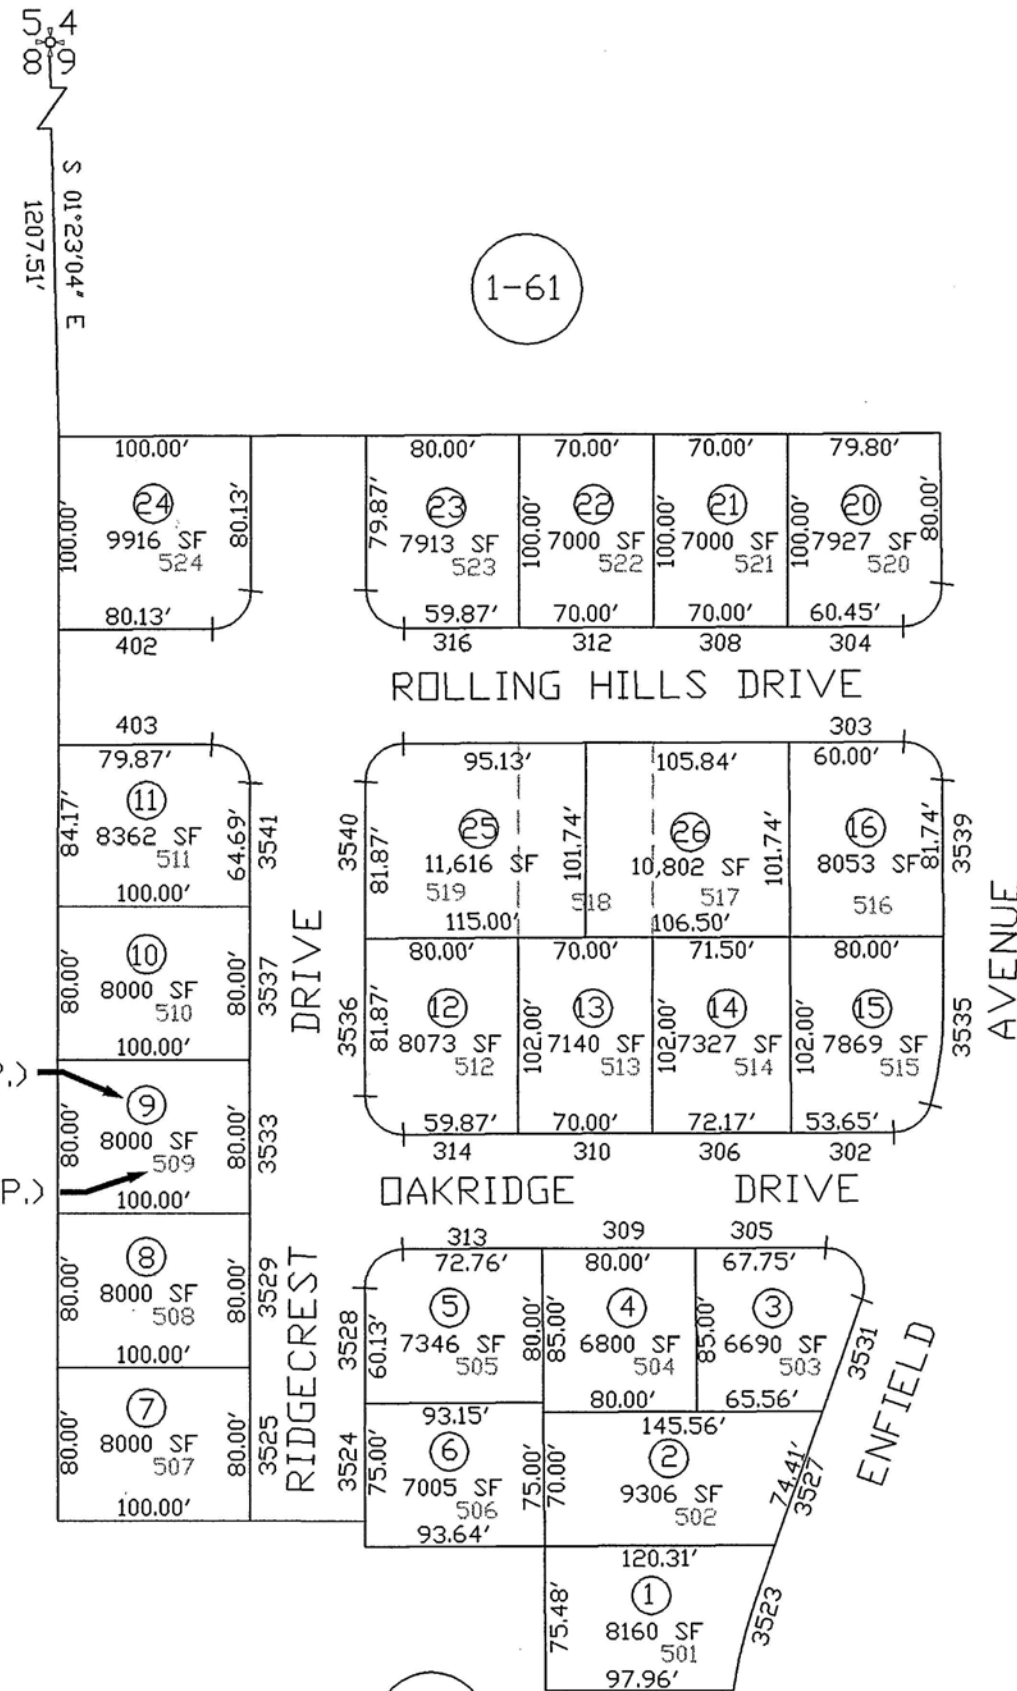 5 4
8 9
S 01°23'04" E
1207.51'
1-61
100.00' 80.00' 70.00' 70.00' 79.80'
100.00' 24 80.13' 79.87' 23 100.00' 22 100.00' 21 100.00' 20 80.00'
9916 SF 7913 SF 7000 SF 7000 SF 7927 SF
524 523 522 521 520
80.13' 59.87' 70.00' 70.00' 60.45'
402 316 312 308 304
ROLLING HILLS DRIVE
403 303
79.87' 95.13' 105.84' 60.00'
84.17' 11 64.69' 3541 3540 81.87' 25 101.74' 26 101.74' 16 81.74' 3539
8362 SF 11,616 SF 10,802 SF 8053 SF
511 519 518 517 516
100.00' 115.00' 106.50'
80.00' 70.00' 71.50' 80.00'
80.00' 10 80.00' 3537 DRIVE 3536 81.87' 12 102.00' 13 102.00' 14 102.00' 15 3535 AVENUE
8000 SF 8073 SF 7140 SF 7327 SF 7869 SF
510 512 513 514 515
100.00'
P.)
80.00' 9 80.00' 3533
8000 SF
509
59.87' 70.00' 72.17' 53.65'
314 310 306 302
P.)
100.00'
OAKRIDGE DRIVE
313 309 305
72.76' 80.00' 67.75'
80.00' 8 80.00' 3529 RIDGECREST 3528 60.13' 5 80.00' 85.00' 4 85.00' 3 3531 ENFIELD
8000 SF 7346 SF 6800 SF 6690 SF
508 505 504 503
100.00' 80.00' 65.56'
93.15' 145.56'
80.00' 7 80.00' 3525 3524 75.00' 6 75.00' 70.00' 2 74.41' 3527
8000 SF 7005 SF 9306 SF
507 506 502
100.00' 93.64'
120.31'
75.48' 1 3523
8160 SF
501
97.96'